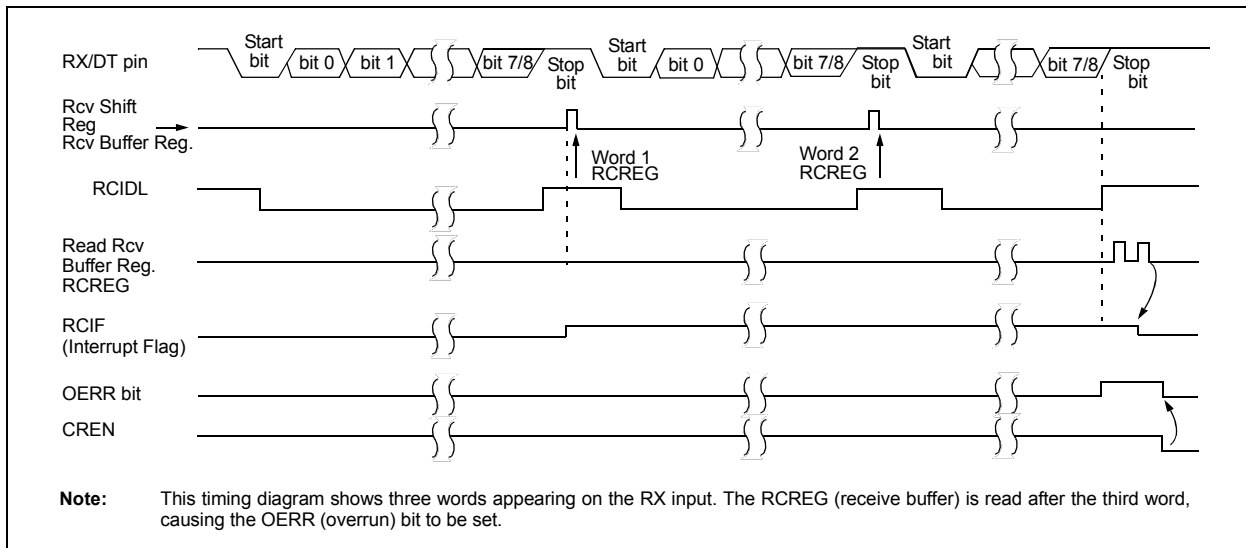 RX/DT pin
Start
bit
bit 0
bit 1
bit 7/8
Stop
bit
Start
bit
bit 0
bit 7/8
Stop
bit
Start
bit
bit 7/8
Stop
bit
Rcv Shift
Reg
Rcv Buffer Reg.
Word 1
RCREG
Word 2
RCREG
RCIDL
Read Rcv
Buffer Reg.
RCREG
RCIF
(Interrupt Flag)
OERR bit
CREN
Note: This timing diagram shows three words appearing on the RX input. The RCREG (receive buffer) is read after the third word,
causing the OERR (overrun) bit to be set.